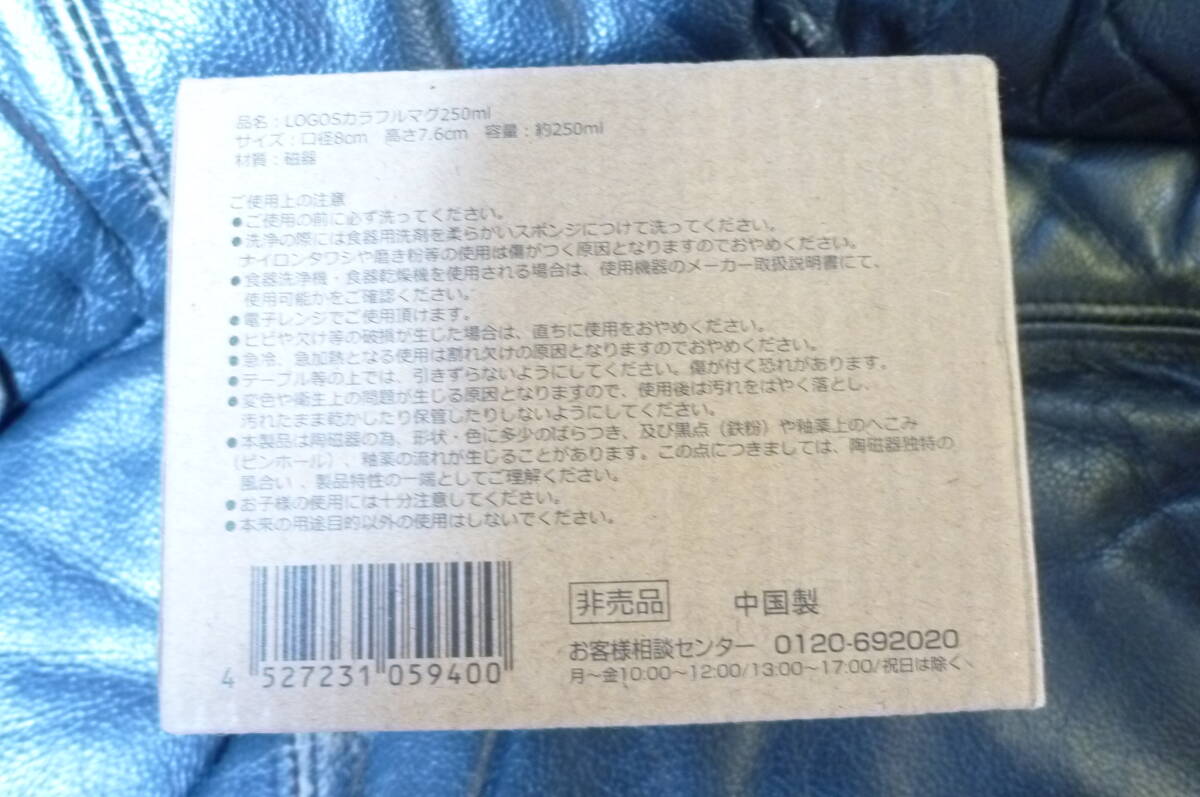 品名：LOGOSカラフルマグ250ml
サイズ：口径8cm　高さ7.6cm　容量：約250ml
材質：磁器
ご使用上の注意
●ご使用の前に必ず洗ってください。
●洗浄の際には食器用洗剤を柔らかいスポンジにつけて洗ってください。
ナイロンタワシや磨き粉等の使用は傷がつく原因となりますのでおやめください。
●食器洗浄機・食器乾燥機を使用される場合は、使用機器のメーカー取扱説明書にて、
使用可能かをご確認ください。
●電子レンジでご使用頂けます。
●ヒビや欠け等の破損が生じた場合は、直ちに使用をおやめください。
●急冷、急加熱となる使用は割れ欠けの原因となりますのでおやめください。
●テーブル等の上では、引きずらないようにしてください。傷が付く恐れがあります。
●変色や衛生上の問題が生じる原因となりますので、使用後は汚れをはやく落とし、
汚れたまま乾かしたり保管したりしないようにしてください。
●本製品は陶磁器の為、形状・色に多少のばらつき、及び黒点（鉄粉）や釉薬上のへこみ
（ピンホール）、釉薬の流れが生じることがあります。この点につきましては、陶磁器独特の
風合い、製品特性の一端としてご理解ください。
●お子様の使用には十分注意してください。
●本来の用途目的以外の使用はしないでください。
非売品　中国製
お客様相談センター　0120-692020
月～金10:00～12:00/13:00～17:00/祝日は除く
4 527231 059400